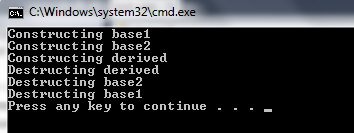 C:\Windows\system32\cmd.exe
Constructing base1
Constructing base2
Constructing derived
Destructing derived
Destructing base2
Destructing base1
Press any key to continue . . . _